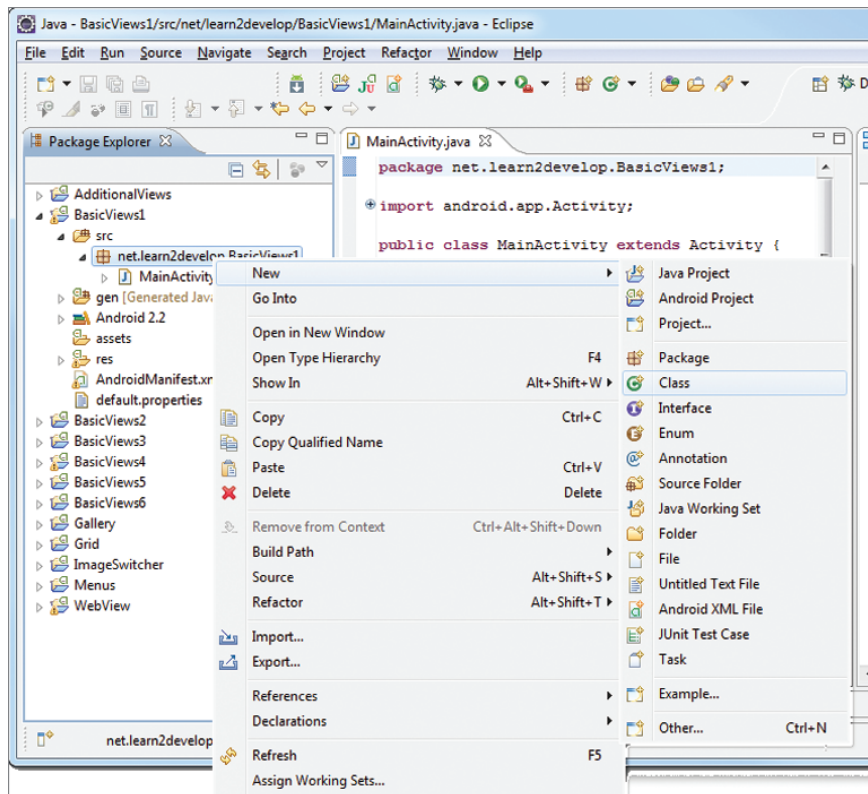 Java - BasicViews1/src/net/learn2develop/BasicViews1/MainActivity.java - Eclipse
File Edit Run Source Navigate Search Project Refactor Window Help
D
Package Explorer
AdditionalViews
BasicViews1
src
net.learn2develop.BasicViews1
MainActivity
gen [Generated Java
Android 2.2
assets
res
AndroidManifest.xm
default.properties
BasicViews2
BasicViews3
BasicViews4
BasicViews5
BasicViews6
Gallery
Grid
ImageSwitcher
Menus
WebView
net.learn2develop
MainActivity.java
package net.learn2develop.BasicViews1;
import android.app.Activity;
public class MainActivity extends Activity {
New
Go Into
Open in New Window
Open Type Hierarchy F4
Show In Alt+Shift+W
Copy Ctrl+C
Copy Qualified Name
Paste Ctrl+V
Delete Delete
Remove from Context Ctrl+Alt+Shift+Down
Build Path
Source Alt+Shift+S
Refactor Alt+Shift+T
Import...
Export...
References
Declarations
Refresh F5
Assign Working Sets...
Java Project
Android Project
Project...
Package
Class
Interface
Enum
Annotation
Source Folder
Java Working Set
Folder
File
Untitled Text File
Android XML File
JUnit Test Case
Task
Example...
Other... Ctrl+N